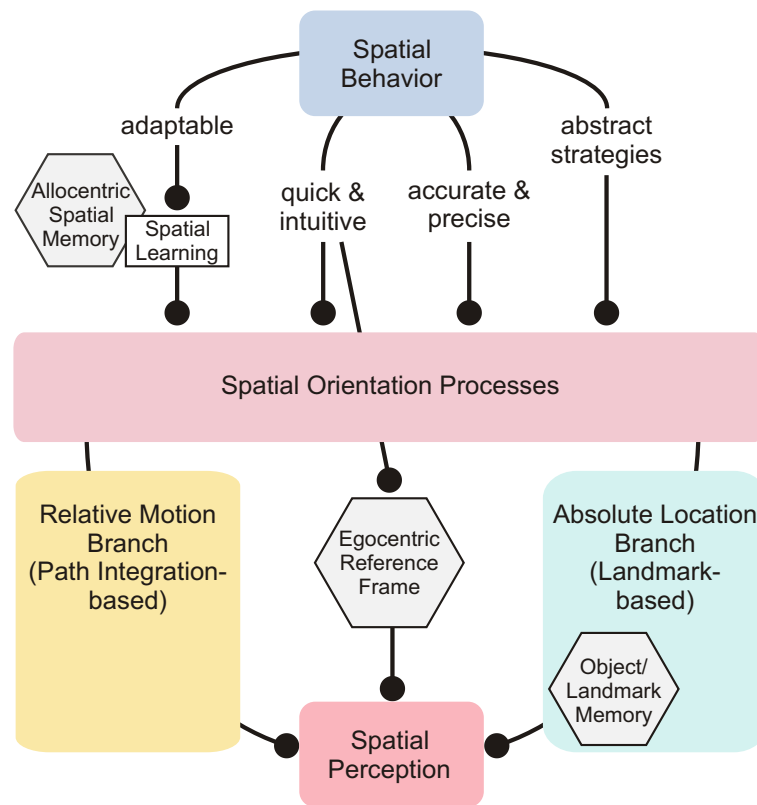 Spatial
Behavior
adaptable
abstract
strategies
quick &
intuitive
accurate &
precise
Allocentric
Spatial
Memory
Spatial
Learning
Spatial Orientation Processes
Relative Motion
Branch
(Path Integration-
based)
Egocentric
Reference
Frame
Absolute Location
Branch
(Landmark-
based)
Object/
Landmark
Memory
Spatial
Perception